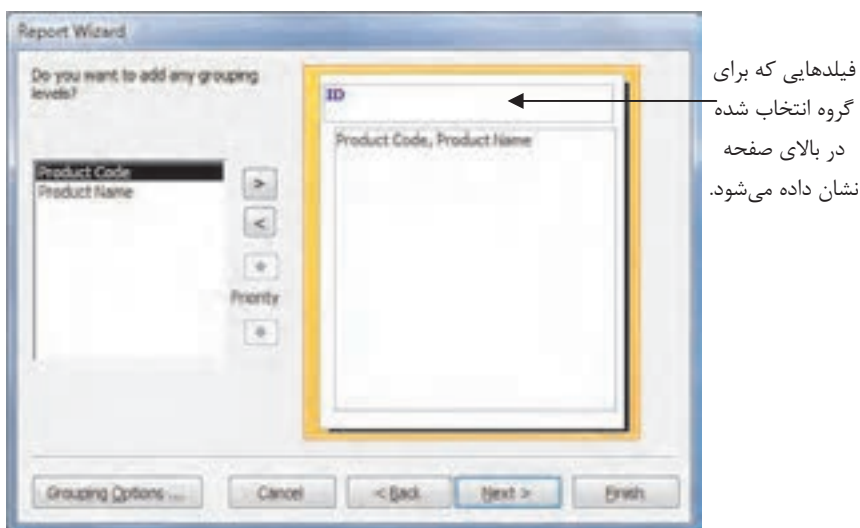 Report Wizard
Do you want to add any grouping
levels?
ID
Product Code, Product Name
Product Code
Product Name
>
<
Priority
Grouping Options ...
Cancel
< Back
Next >
Finish
فیلدهایی که برای
گروه انتخاب شده
در بالای صفحه
نشان داده می‌شود.